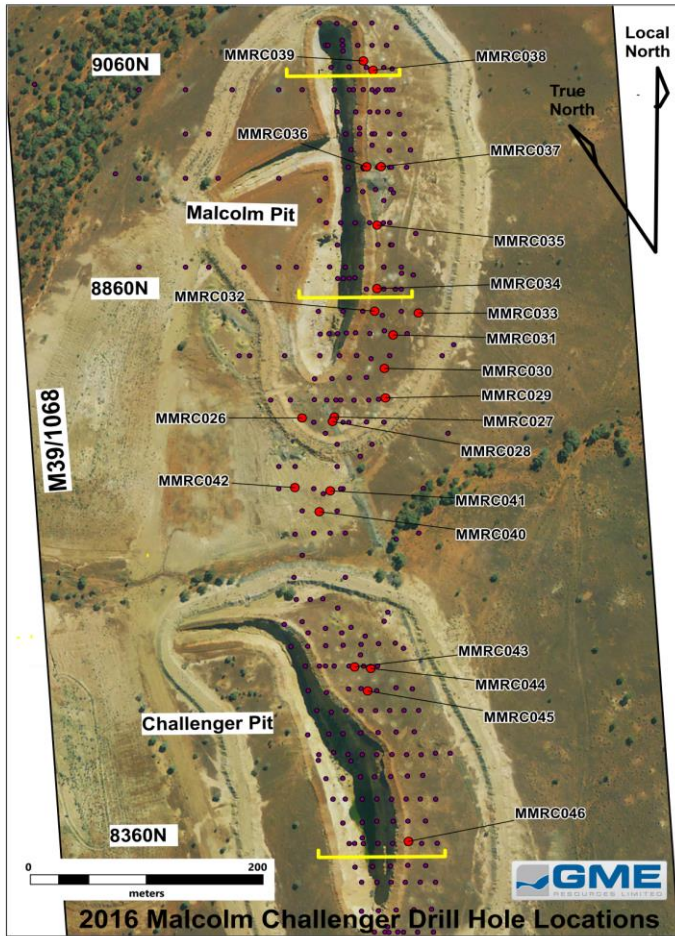 Local
North
9060N
MMRC039
MMRC038
True
North
MMRC036
MMRC037
Malcolm Pit
MMRC035
8860N
MMRC034
MMRC032
MMRC033
MMRC031
MMRC030
MMRC029
M39/1068
MMRC026
MMRC027
MMRC028
MMRC042
MMRC041
MMRC040
MMRC043
MMRC044
Challenger Pit
MMRC045
8360N
MMRC046
0 200
meters
GME
RESOURCES LIMITED
2016 Malcolm Challenger Drill Hole Locations